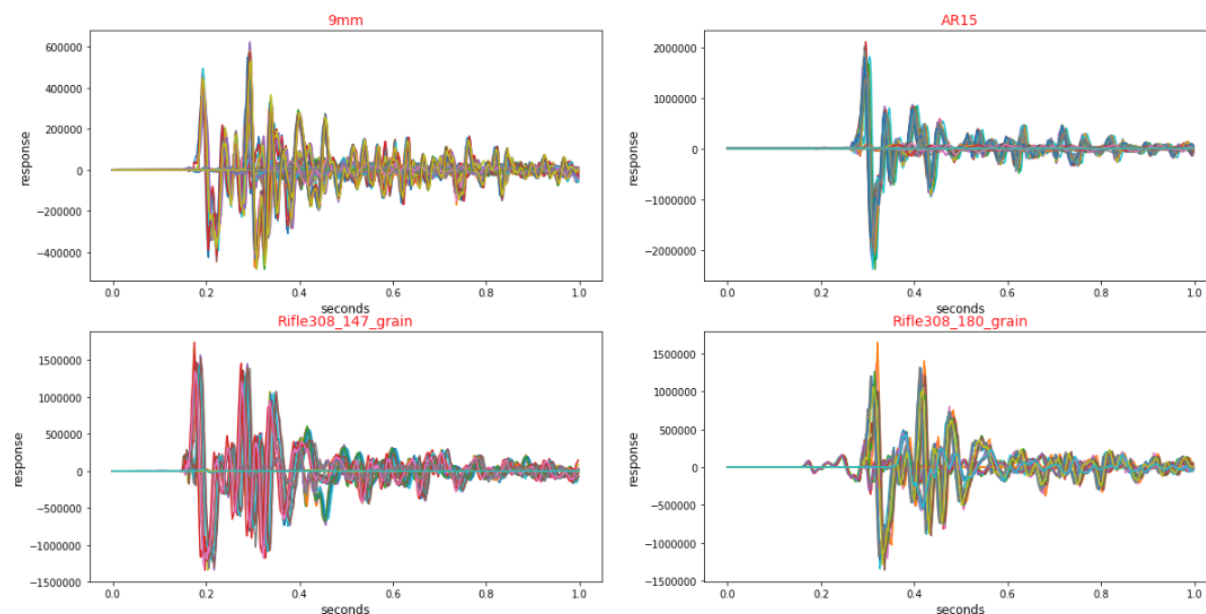 9mm
600000
400000
200000
0
−200000
−400000
response
0.0 0.2 0.4 0.6 0.8 1.0
seconds
AR15
2000000
1000000
0
−1000000
−2000000
response
0.0 0.2 0.4 0.6 0.8 1.0
seconds
Rifle308_147_grain
1500000
1000000
500000
0
−500000
−1000000
−1500000
response
0.0 0.2 0.4 0.6 0.8 1.0
seconds
Rifle308_180_grain
1500000
1000000
500000
0
−500000
−1000000
−1500000
response
0.0 0.2 0.4 0.6 0.8 1.0
seconds